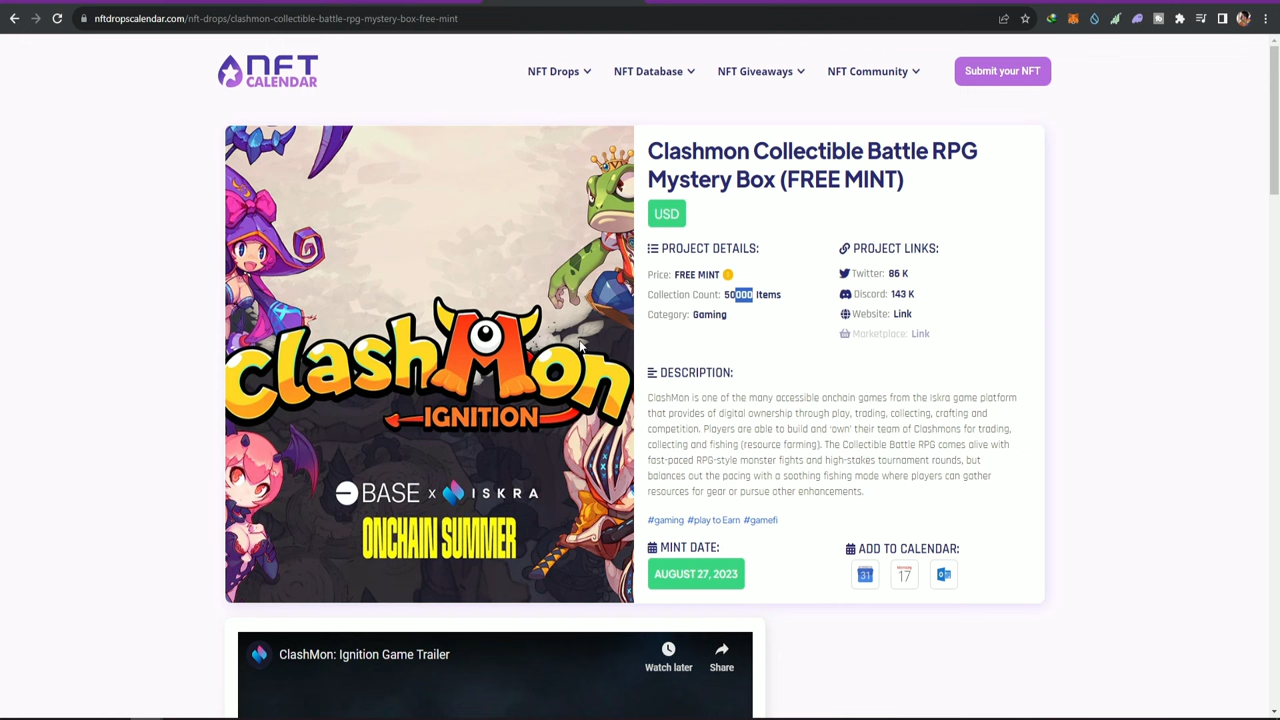 nftdropscalendar.com/nft-drops/clashmon-collectible-battle-rpg-mystery-box-free-mint
NFT
CALENDAR
NFT Drops
NFT Database
NFT Giveaways
NFT Community
Submit your NFT
ClashMon
IGNITION
BASE x ISKRA
ONCHAIN SUMMER
Clashmon Collectible Battle RPG
Mystery Box (FREE MINT)
USD
PROJECT DETAILS:
Price: FREE MINT
Collection Count: 50000 Items
Category: Gaming
PROJECT LINKS:
Twitter: 86 K
Discord: 143 K
Website: Link
Marketplace: Link
DESCRIPTION:
ClashMon is one of the many accessible onchain games from the Iskra game platform
that provides of digital ownership through play, trading, collecting, crafting and
competition. Players are able to build and 'own' their team of Clashmons for trading,
collecting and fishing (resource farming). The Collectible Battle RPG comes alive with
fast-paced RPG-style monster fights and high-stakes tournament rounds, but
balances out the pacing with a soothing fishing mode where players can gather
resources for gear or pursue other enhancements.
#gaming #play to Earn #gamefi
MINT DATE:
AUGUST 27, 2023
ADD TO CALENDAR:
31
17
ClashMon: Ignition Game Trailer
Watch later
Share